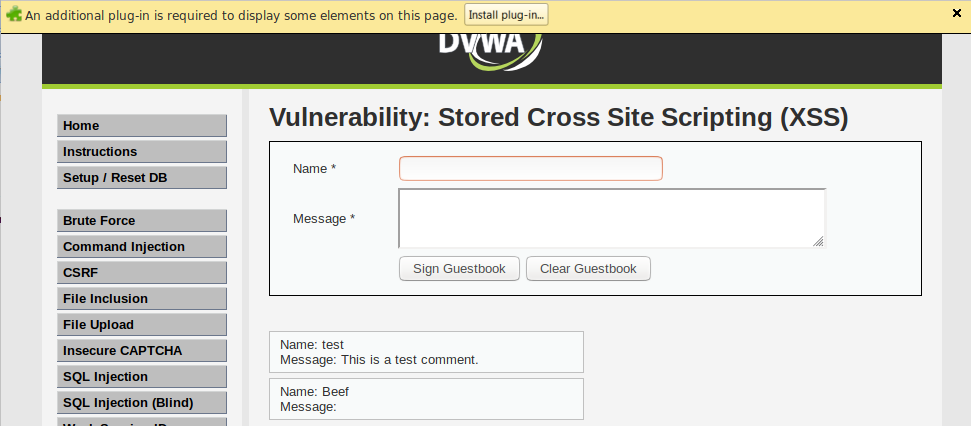 An additional plug-in is required to display some elements on this page. Install plug-in...
DVWA
Home
Instructions
Setup / Reset DB
Brute Force
Command Injection
CSRF
File Inclusion
File Upload
Insecure CAPTCHA
SQL Injection
SQL Injection (Blind)
Vulnerability: Stored Cross Site Scripting (XSS)
Name *
Message *
Sign Guestbook Clear Guestbook
Name: test
Message: This is a test comment.
Name: Beef
Message: